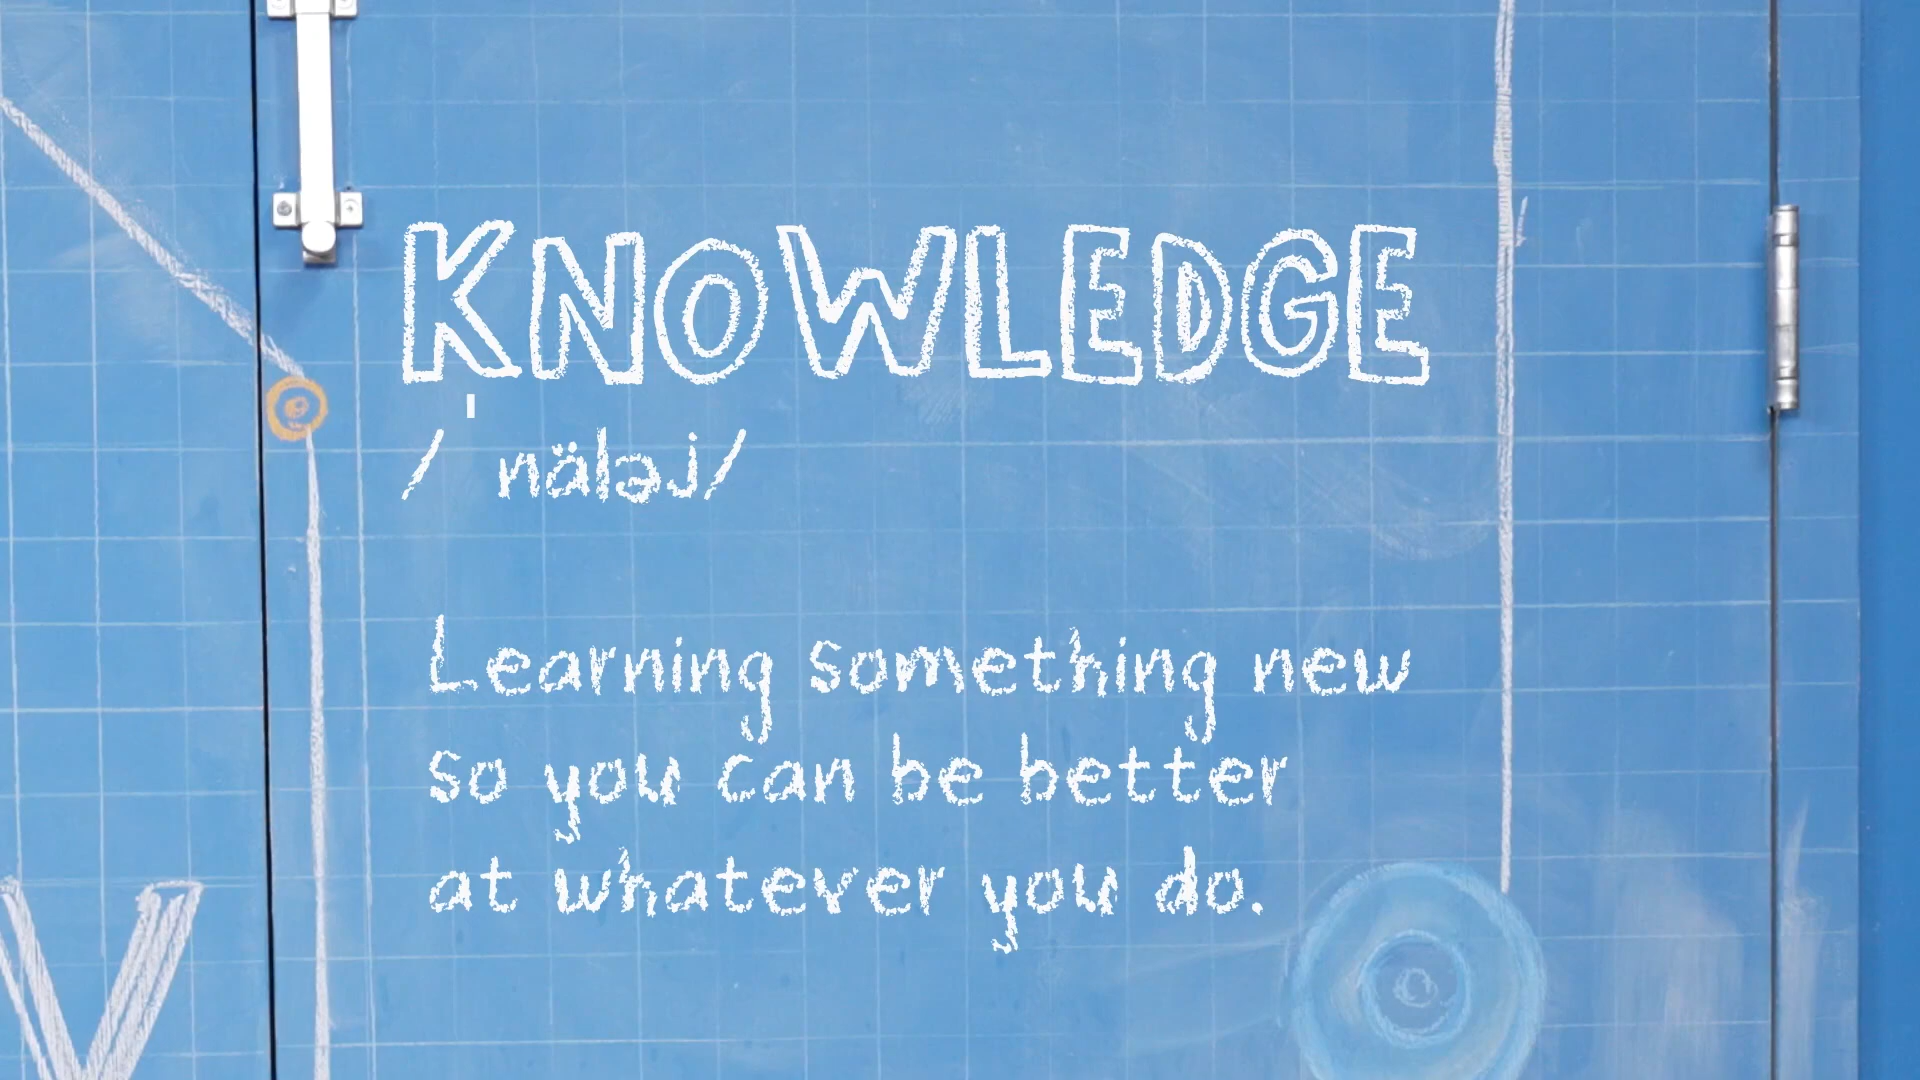 KNOWLEDGE
/ˈnäləj/
Learning something new
so you can be better
at whatever you do.